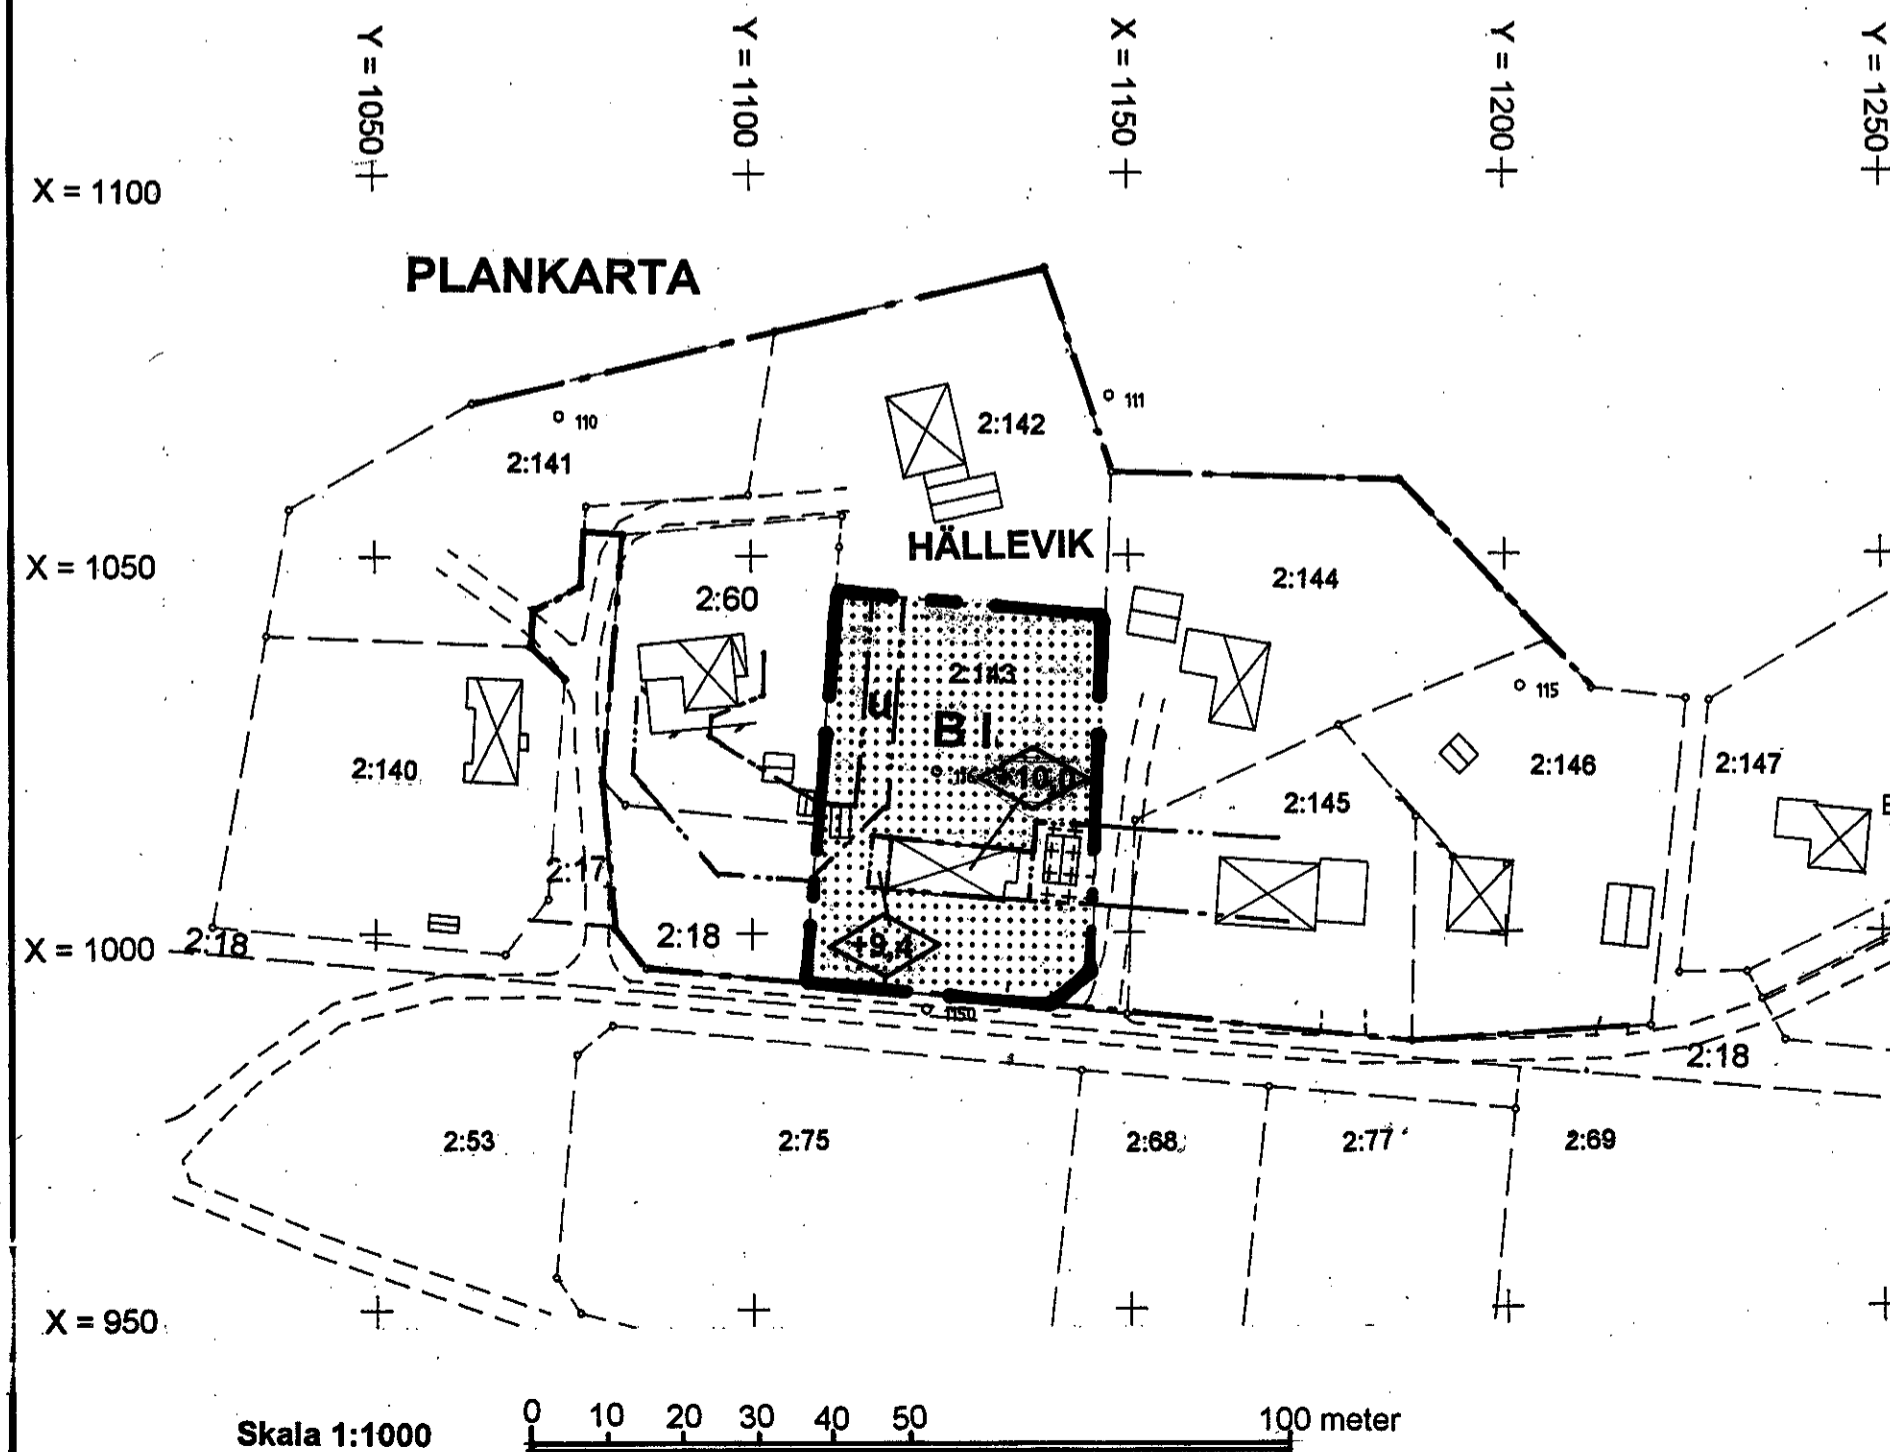 Y = 1050
Y = 1100
X = 1150
Y = 1200
Y = 1250
X = 1100
PLANKARTA
110
2:141
2:142
111
HÄLLEVIK
X = 1050
2:60
2:144
2:143
u
B I
115
2:140
116
+10,0
2:145
2:146
2:147
2:17
2:18
2:18
+9,4
X = 1000
1150
2:18
2:53
2:75
2:68
2:77
2:69
X = 950
Skala 1:1000
0 10 20 30 40 50 100 meter